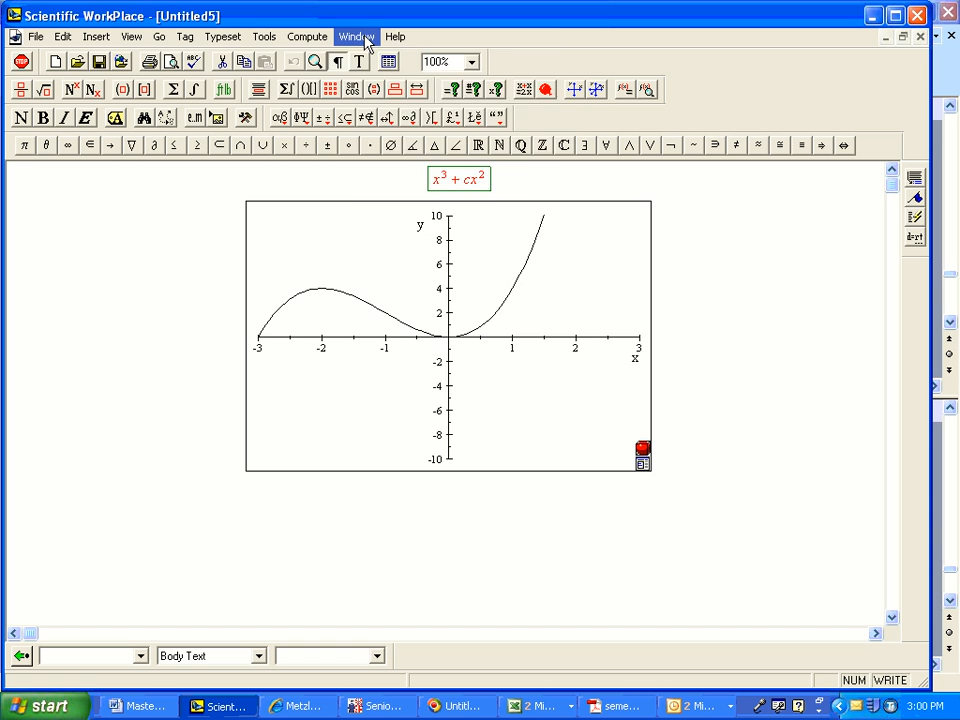 Scientific WorkPlace - [Untitled5]
File Edit Insert View Go Tag Typeset Tools Compute Window Help
100%
N B I E e.m
π θ ∞ ∈ → ∇ ∂ ≤ ≥ ⊂ ∩ ∪ × ÷ ± ∘ · ∅ ∡ △ ∠ ℝ ℕ ℚ ℤ ℂ ∃ ∀ ∧ ∨ ¬ ~ ∋ ≠ ≈ ≅ ≡ ⇒ ⇔
x³ + cx²
y
10
8
6
4
2
-3 -2 -1 1 2 3
x
-2
-4
-6
-8
-10
d=rt
Body Text
NUM WRITE
start Maste... Scient... Metzl... Senio... Untitl... 2 Mi... seme... 2 Mi... 3:00 PM